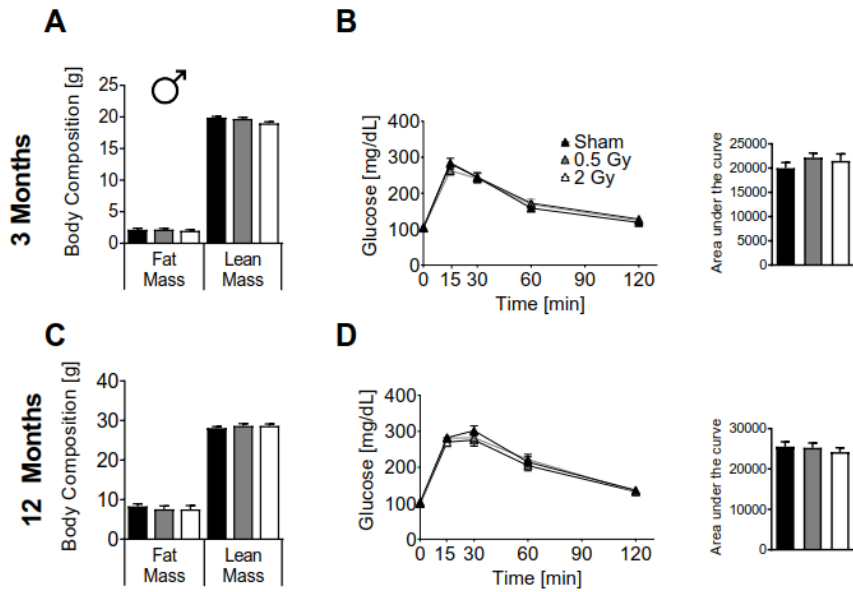 A
B
3 Months
Body Composition [g]
25
20
15
10
5
0
Fat Mass
Lean Mass
Glucose [mg/dL]
400
300
200
100
0 15 30 60 90 120
Time [min]
Sham
0.5 Gy
2 Gy
Area under the curve
25000
20000
15000
10000
5000
0
C
D
12 Months
Body Composition [g]
40
30
20
10
0
Fat Mass
Lean Mass
Glucose [mg/dL]
400
300
200
100
0 15 30 60 90 120
Time [min]
Area under the curve
30000
20000
10000
0